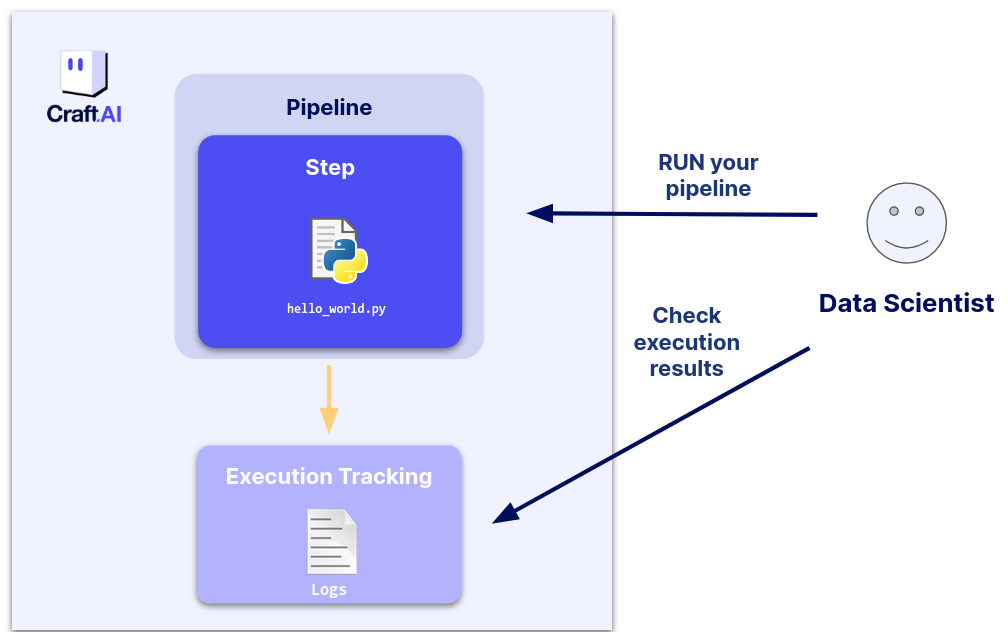 Craft.AI
Pipeline
Step
hello_world.py
RUN your
pipeline
Data Scientist
Check
execution
results
Execution Tracking
Logs